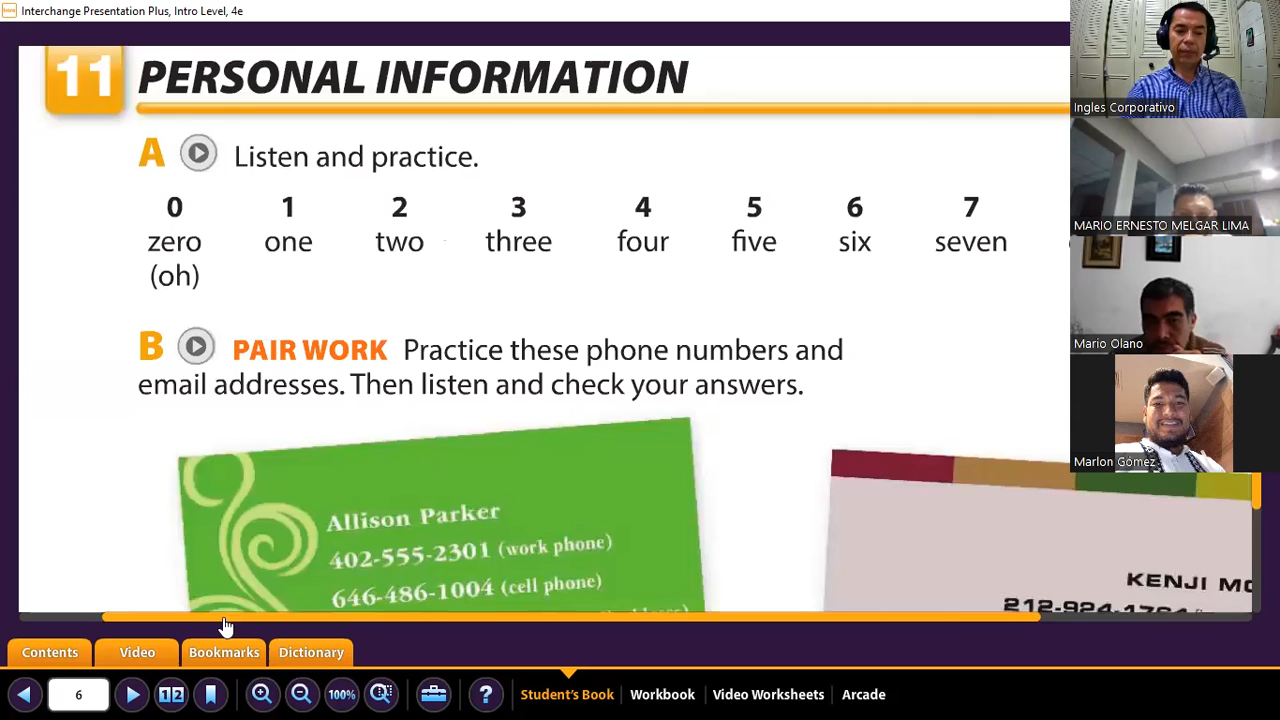 Interchange Presentation Plus, Intro Level, 4e
11 PERSONAL INFORMATION
A Listen and practice.
0 1 2 3 4 5 6 7
zero one two three four five six seven
(oh)
B PAIR WORK Practice these phone numbers and
email addresses. Then listen and check your answers.
Allison Parker
402-555-2301 (work phone)
646-486-1004 (cell phone)
KENJI
Ingles Corporativo
MARIO ERNESTO MELGAR LIMA
Mario Olano
Marlon Gómez
Contents Video Bookmarks Dictionary
6 1 2 100% ? Student's Book Workbook Video Worksheets Arcade